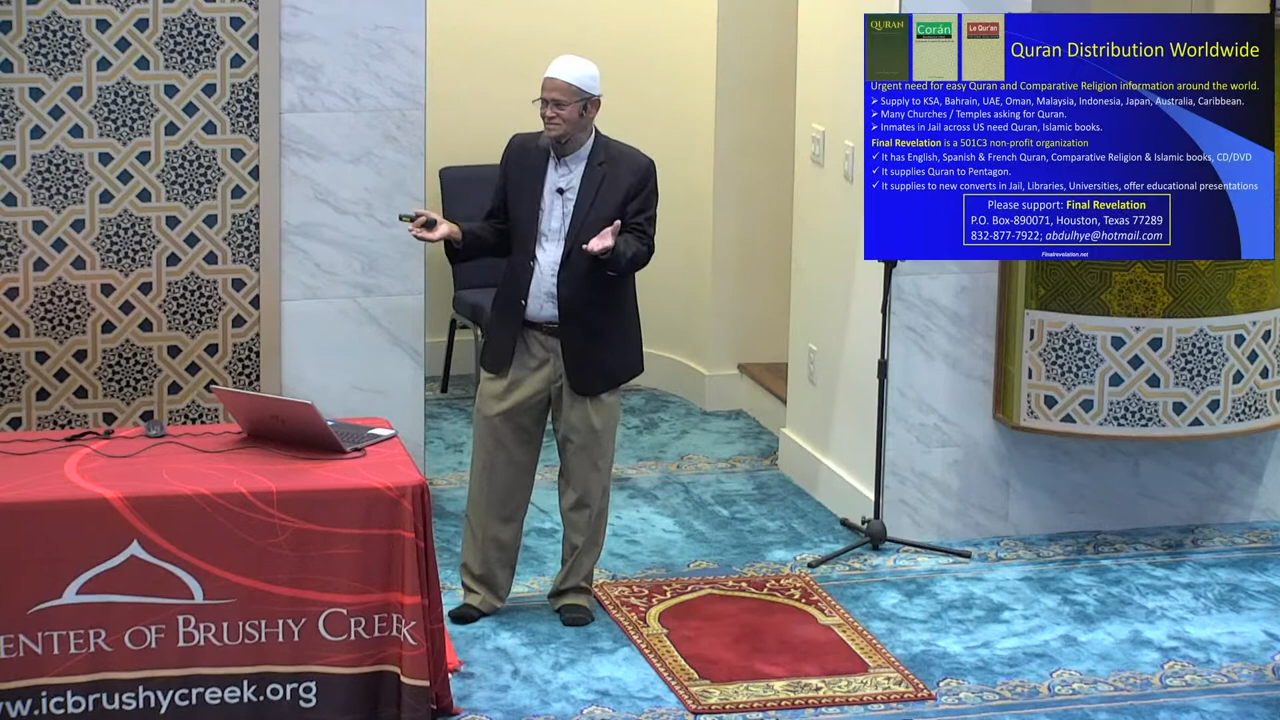 QURAN
Corán
Le Qur'an
Quran Distribution Worldwide
Urgent need for easy Quran and Comparative Religion information around the world.
➢ Supply to KSA, Bahrain, UAE, Oman, Malaysia, Indonesia, Japan, Australia, Caribbean.
➢ Many Churches / Temples asking for Quran.
➢ Inmates in Jail across US need Quran, Islamic books.
Final Revelation is a 501C3 non-profit organization
✓ It has English, Spanish & French Quran, Comparative Religion & Islamic books, CD/DVD
✓ It supplies Quran to Pentagon.
✓ It supplies to new converts in Jail, Libraries, Universities, offer educational presentations
Please support: Final Revelation
P.O. Box-890071, Houston, Texas 77289
832-877-7922; abdulhye@hotmail.com
Finalrevelation.net
ENTER OF BRUSHY CREEK
w.icbrushycreek.org